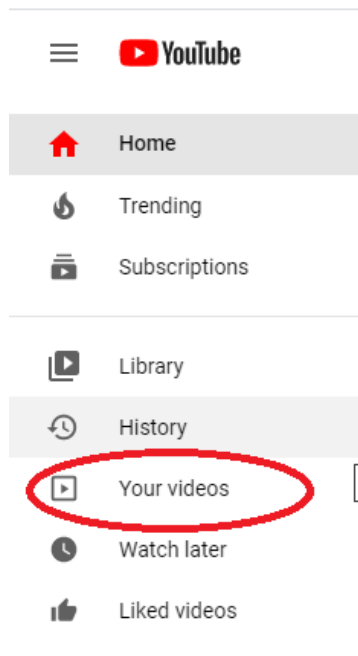 YouTube
Home
Trending
Subscriptions
Library
History
Your videos
Watch later
Liked videos